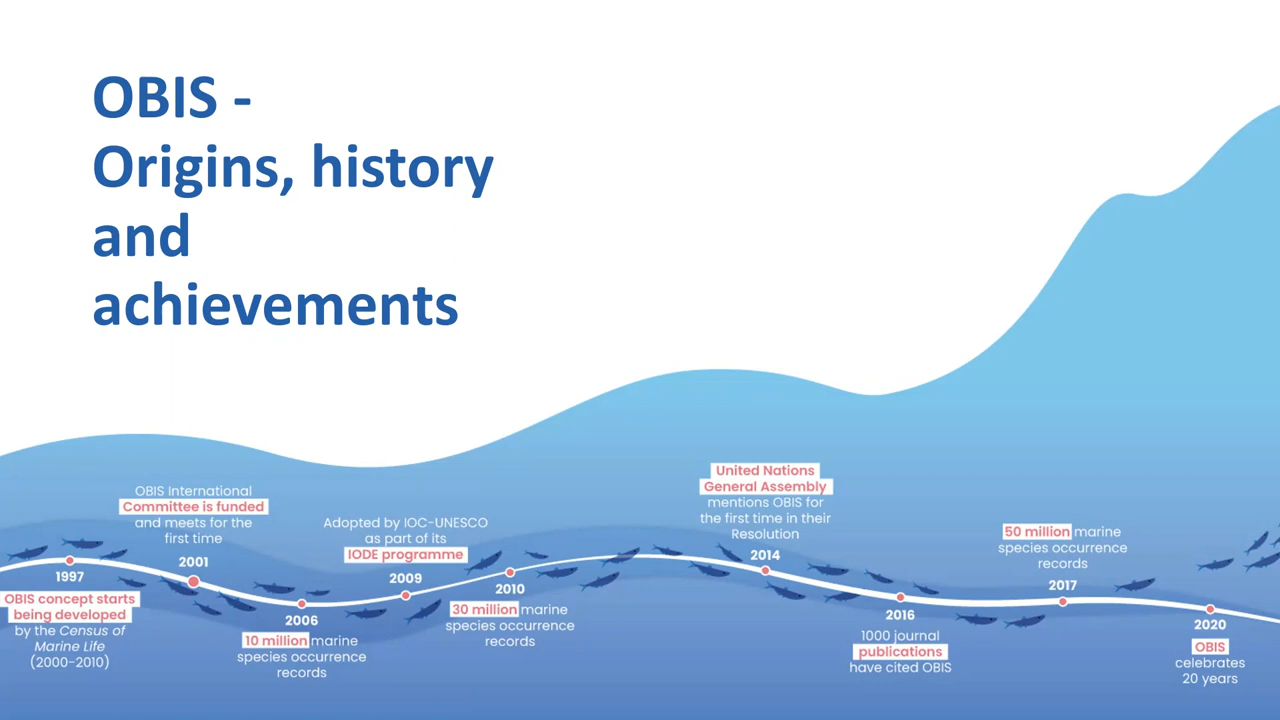 OBIS -
Origins, history
and
achievements
1997
OBIS concept starts
being developed
by the Census of
Marine Life
(2000-2010)
OBIS International
Committee is funded
and meets for the
first time
2001
2006
10 million marine
species occurrence
records
Adopted by IOC-UNESCO
as part of its
IODE programme
2009
2010
30 million marine
species occurrence
records
United Nations
General Assembly
mentions OBIS for
the first time in their
Resolution
2014
2016
1000 journal
publications
have cited OBIS
50 million marine
species occurrence
records
2017
2020
OBIS
celebrates
20 years